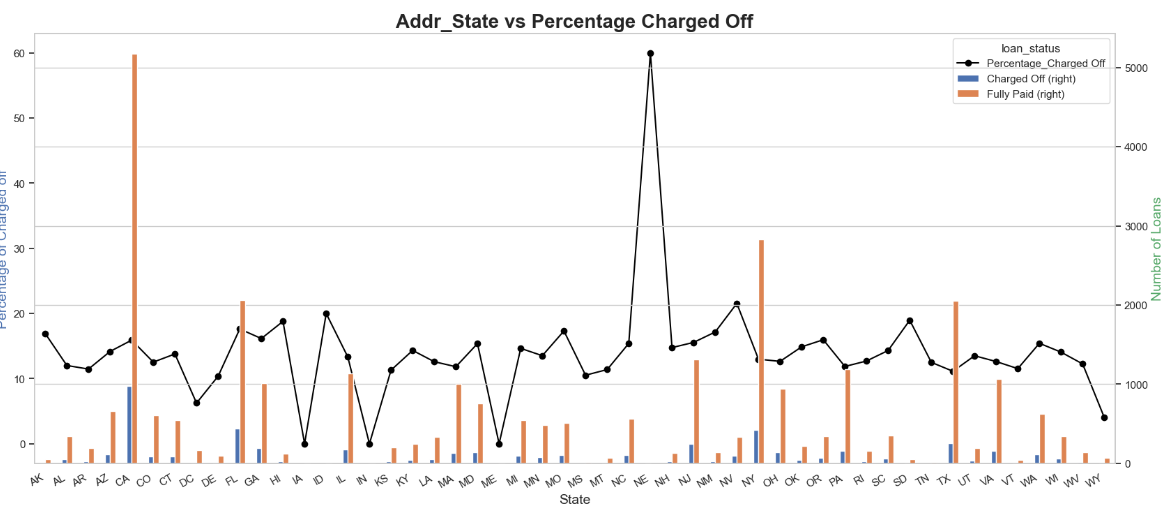 Addr_State vs Percentage Charged Off
loan_status
Percentage_Charged Off
Charged Off (right)
Fully Paid (right)
Percentage of Charged off
60
50
40
30
20
10
0
Number of Loans
5000
4000
3000
2000
1000
0
AK AL AR AZ CA CO CT DC DE FL GA HI IA ID IL IN KS KY LA MA MD ME MI MN MO MS MT NC NE NH NJ NM NV NY OH OK OR PA RI SC SD TN TX UT VA VT WA WI WV WY
State